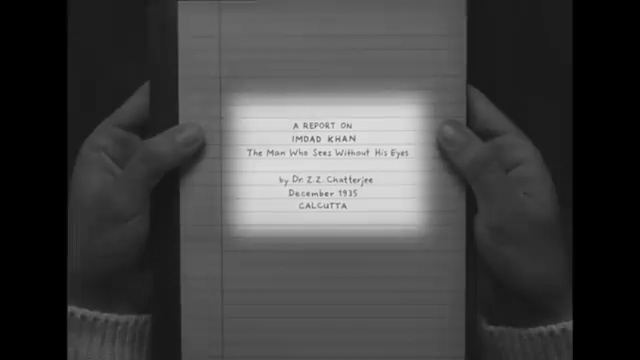 A REPORT ON
IMDAD KHAN
The Man Who Sees Without His Eyes
by Dr. Z.Z. Chatterjee
December 1935
CALCUTTA